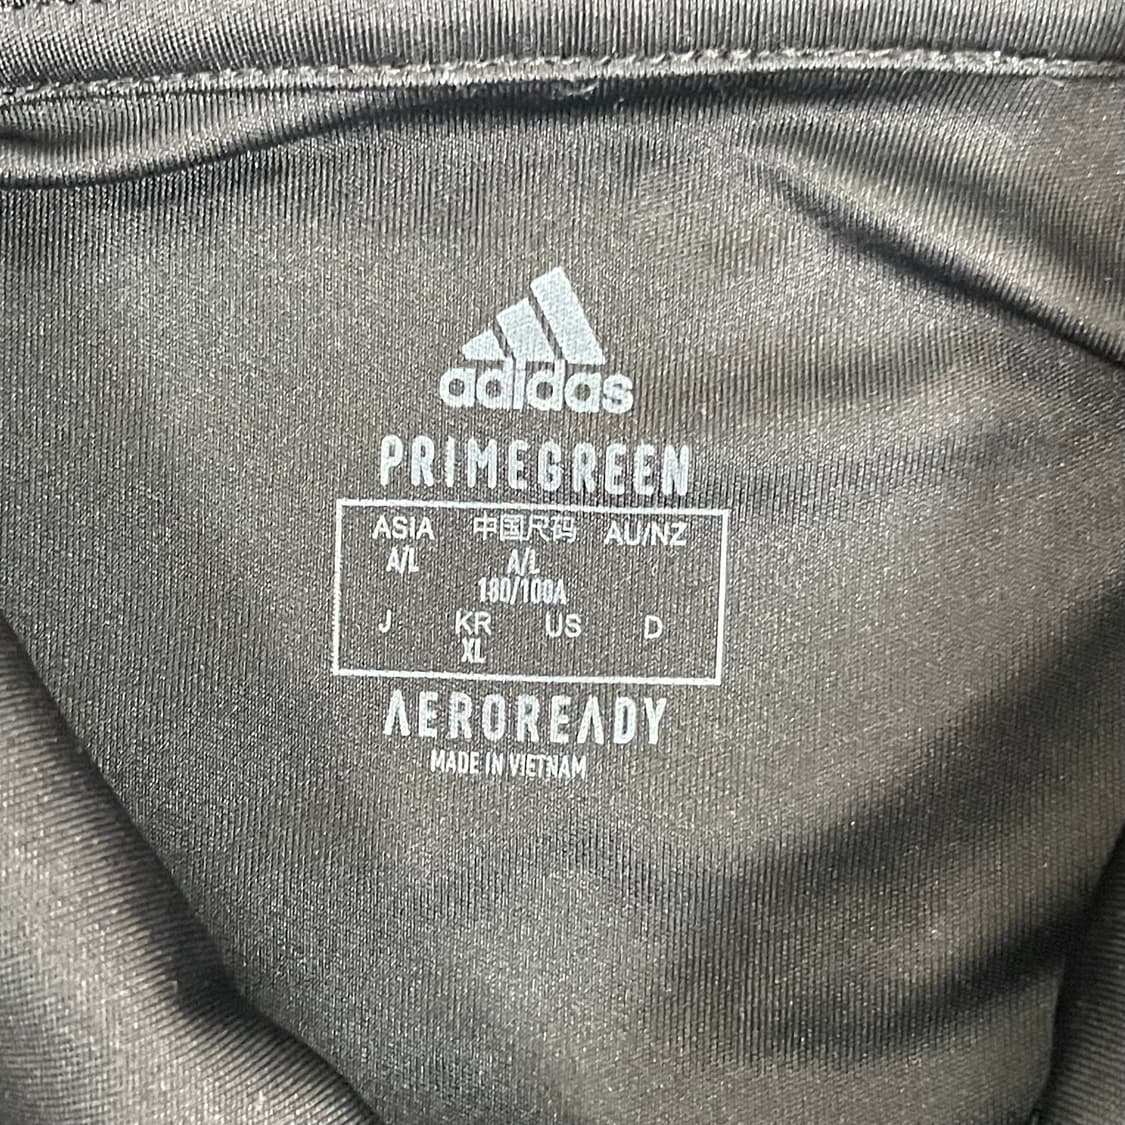 adidas
PRIMEGREEN
ASIA 中国尺码 AU/NZ
A/L A/L
180/100A
J KR US D
XL
AEROREADY
MADE IN VIETNAM